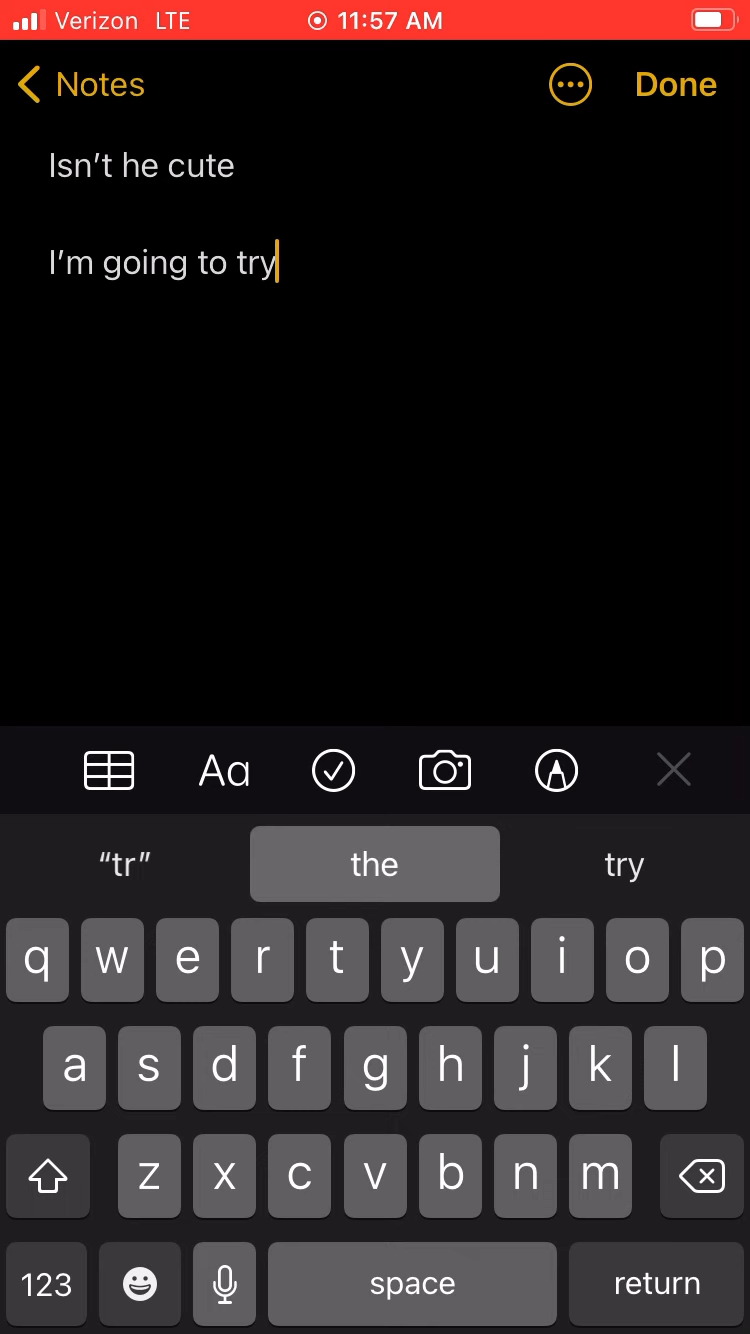 Verizon LTE 11:57 AM
Notes Done
Isn’t he cute
I’m going to try
Aa
“tr” the try
q w e r t y u i o p
a s d f g h j k l
z x c v b n m
123 space return